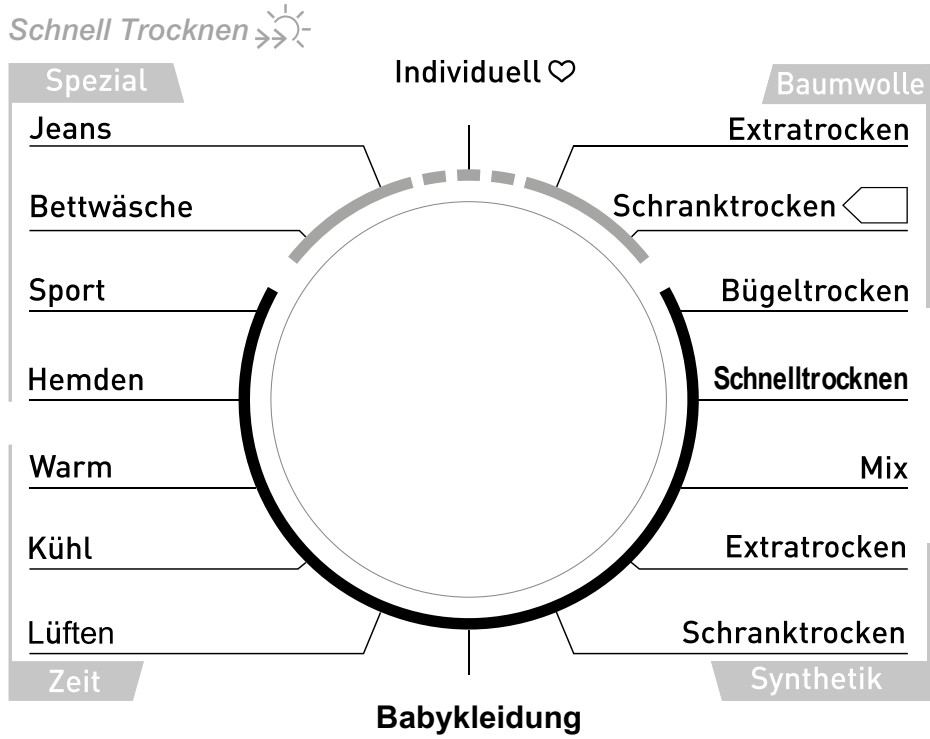 Schnell Trocknen
Individuell
Spezial
Jeans
Bettwäsche
Sport
Hemden
Warm
Kühl
Lüften
Zeit
Baumwolle
Extratrocken
Schranktrocken
Bügeltrocken
Schnelltrocknen
Mix
Extratrocken
Schranktrocken
Synthetik
Babykleidung